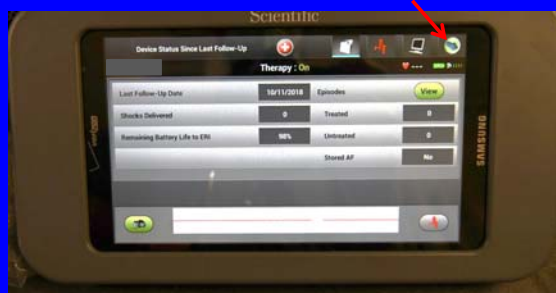 Scientific
Device Status Since Last Follow-Up
Therapy : On
---
Last Follow-Up Date 10/11/2018 Episodes View
Shocks Delivered 0 Treated 0
Remaining Battery Life to ERI 98% Untreated 0
Stored AF No
SAMSUNG
verizon